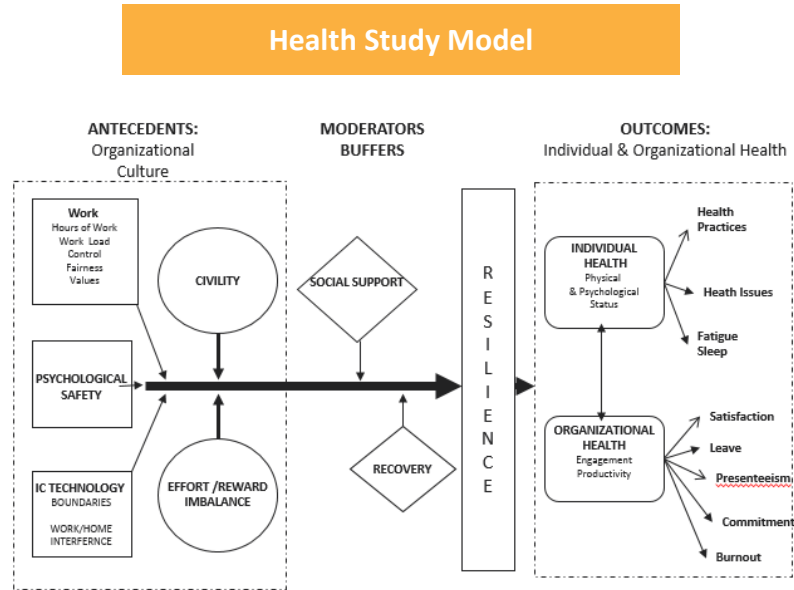 Health Study Model
ANTECEDENTS:
Organizational
Culture
MODERATORS
BUFFERS
OUTCOMES:
Individual & Organizational Health
Work
Hours of Work
Work Load
Control
Fairness
Values
CIVILITY
PSYCHOLOGICAL
SAFETY
IC TECHNOLOGY
BOUNDARIES
WORK/HOME
INTERFERNCE
EFFORT /REWARD
IMBALANCE
SOCIAL SUPPORT
RECOVERY
RESILIENCE
INDIVIDUAL
HEALTH
Physical
& Psychological
Status
Health
Practices
Heath Issues
Fatigue
Sleep
ORGANIZATIONAL
HEALTH
Engagement
Productivity
Satisfaction
Leave
Presenteeism
Commitment
Burnout